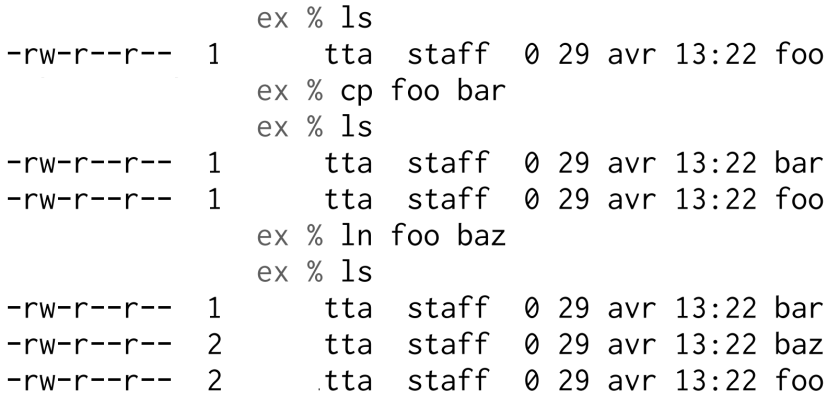 ex % ls
-rw-r--r-- 1 tta staff 0 29 avr 13:22 foo
ex % cp foo bar
ex % ls
-rw-r--r-- 1 tta staff 0 29 avr 13:22 bar
-rw-r--r-- 1 tta staff 0 29 avr 13:22 foo
ex % ln foo baz
ex % ls
-rw-r--r-- 1 tta staff 0 29 avr 13:22 bar
-rw-r--r-- 2 tta staff 0 29 avr 13:22 baz
-rw-r--r-- 2 tta staff 0 29 avr 13:22 foo